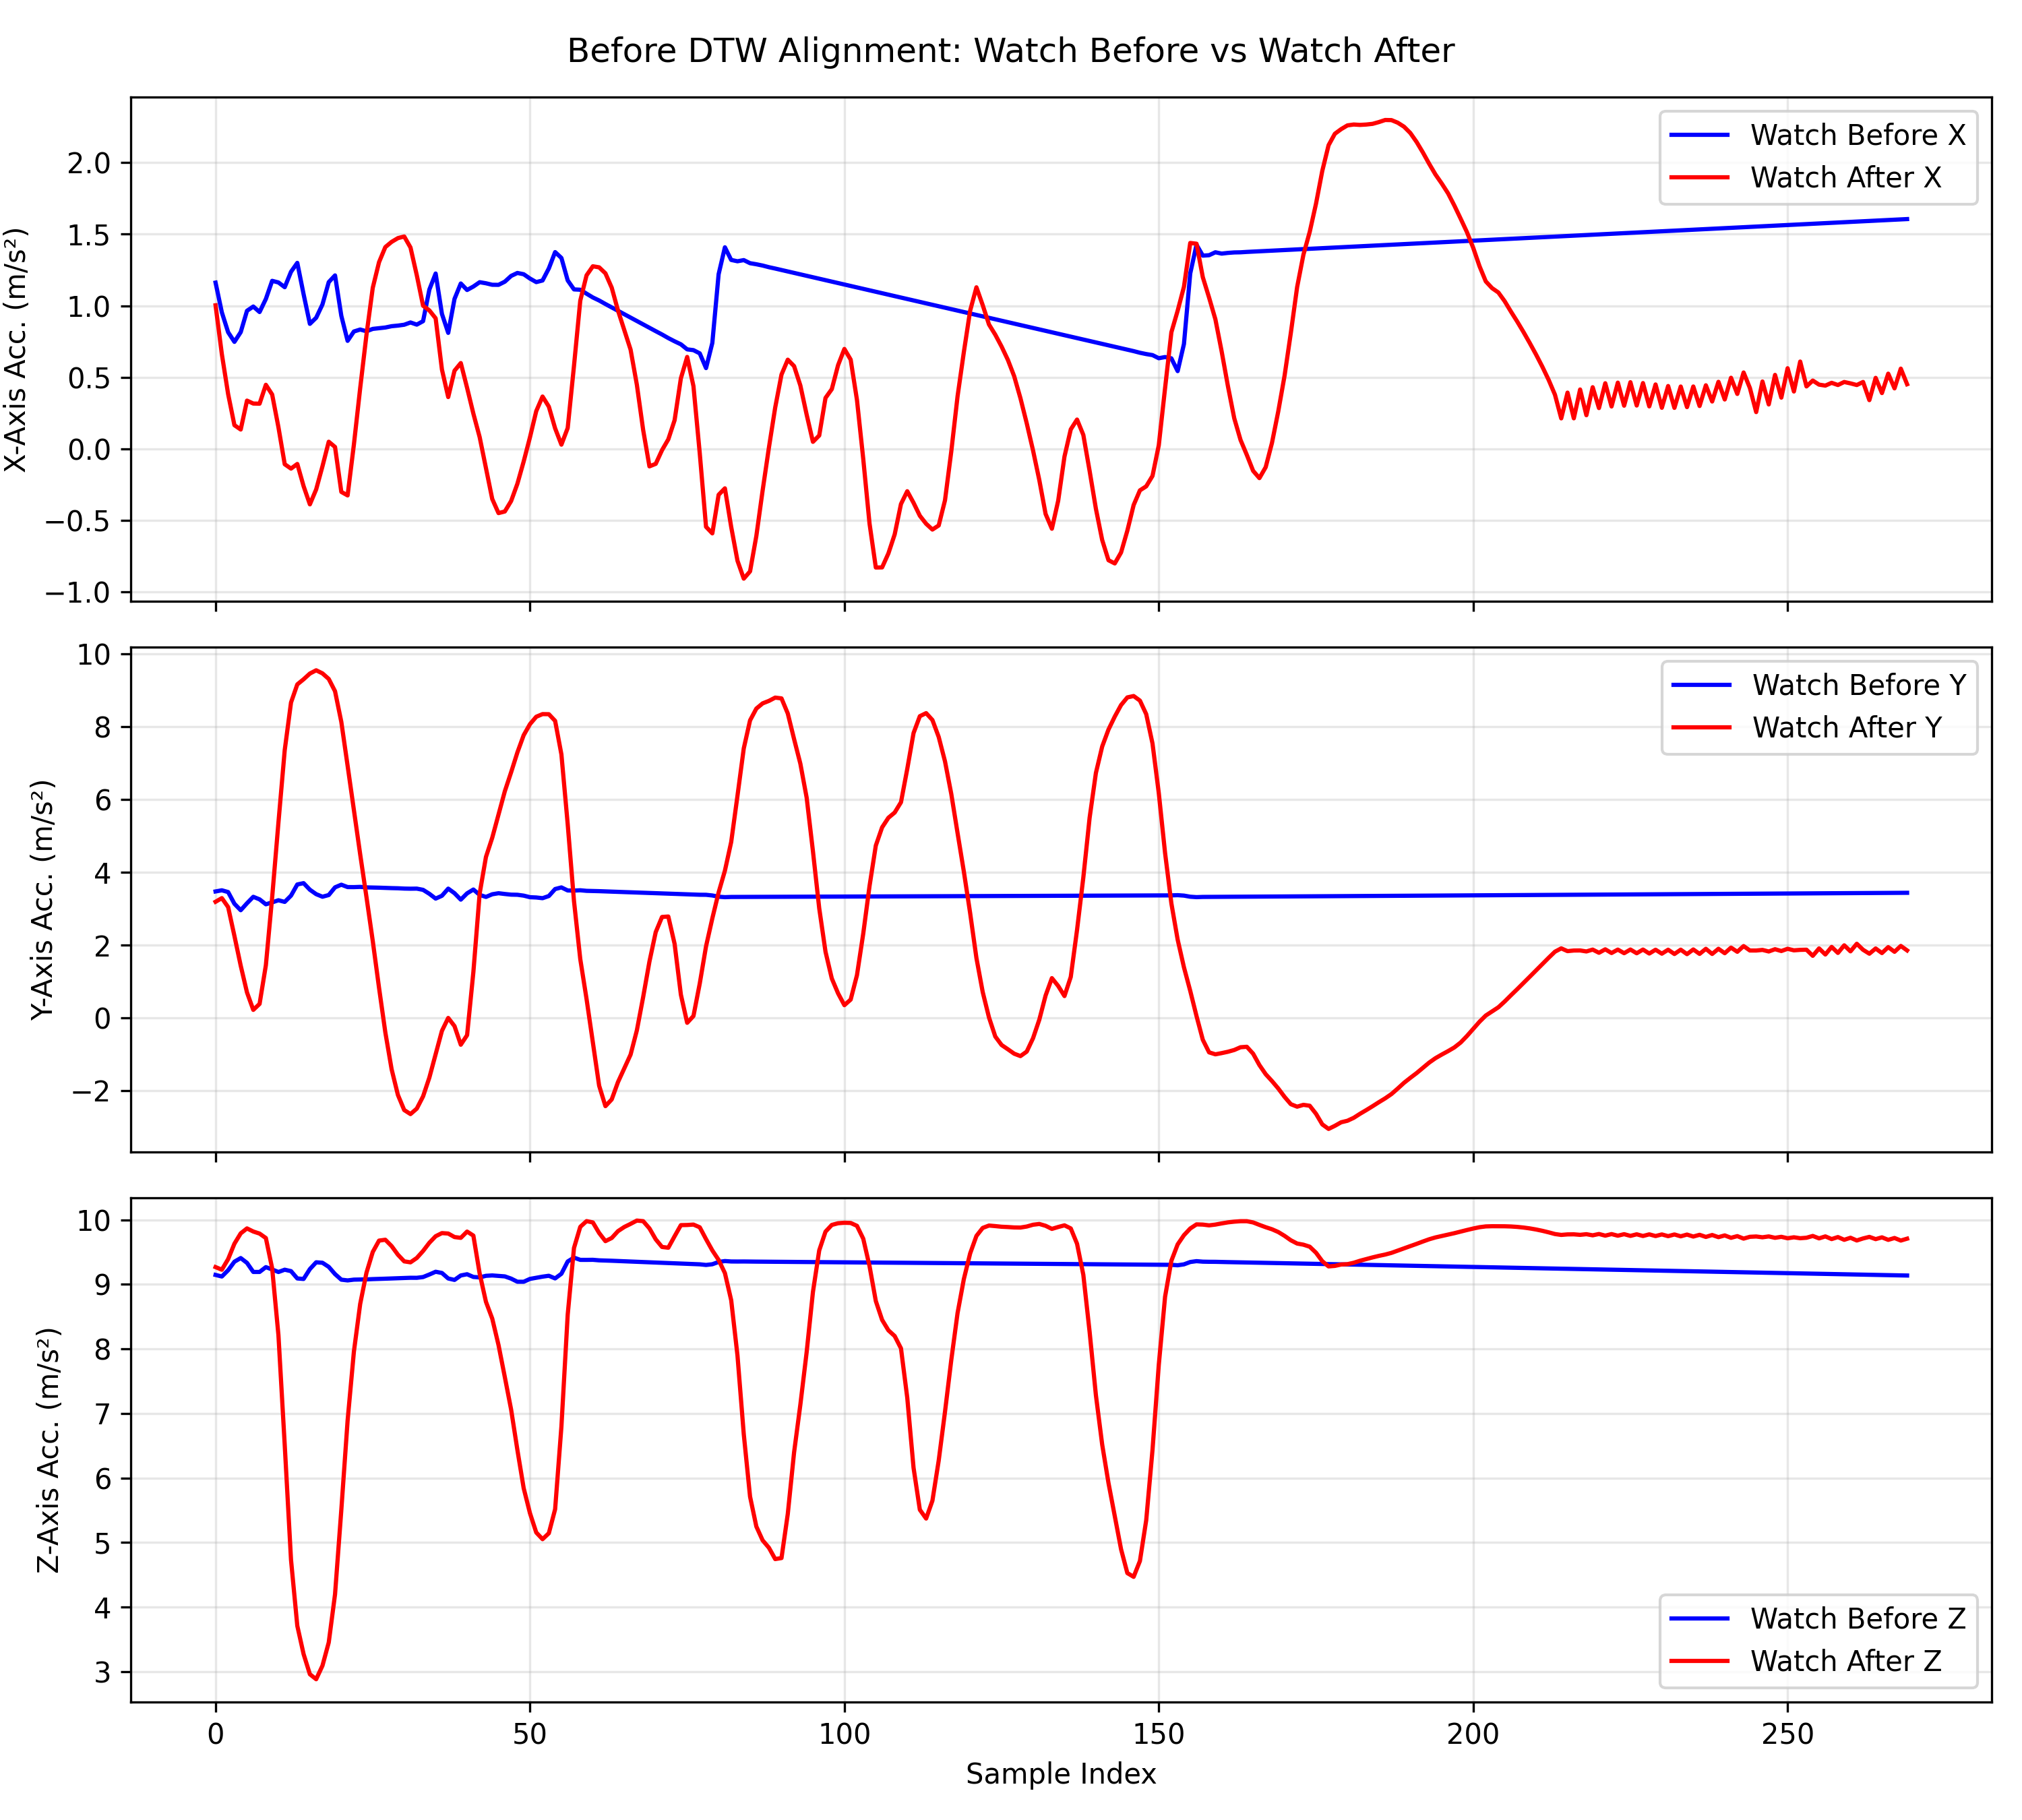 Before DTW Alignment: Watch Before vs Watch After
X-Axis Acc. (m/s²)
2.0
1.5
1.0
0.5
0.0
−0.5
−1.0
Watch Before X
Watch After X
Y-Axis Acc. (m/s²)
10
8
6
4
2
0
−2
Watch Before Y
Watch After Y
Z-Axis Acc. (m/s²)
10
9
8
7
6
5
4
3
Watch Before Z
Watch After Z
0 50 100 150 200 250
Sample Index